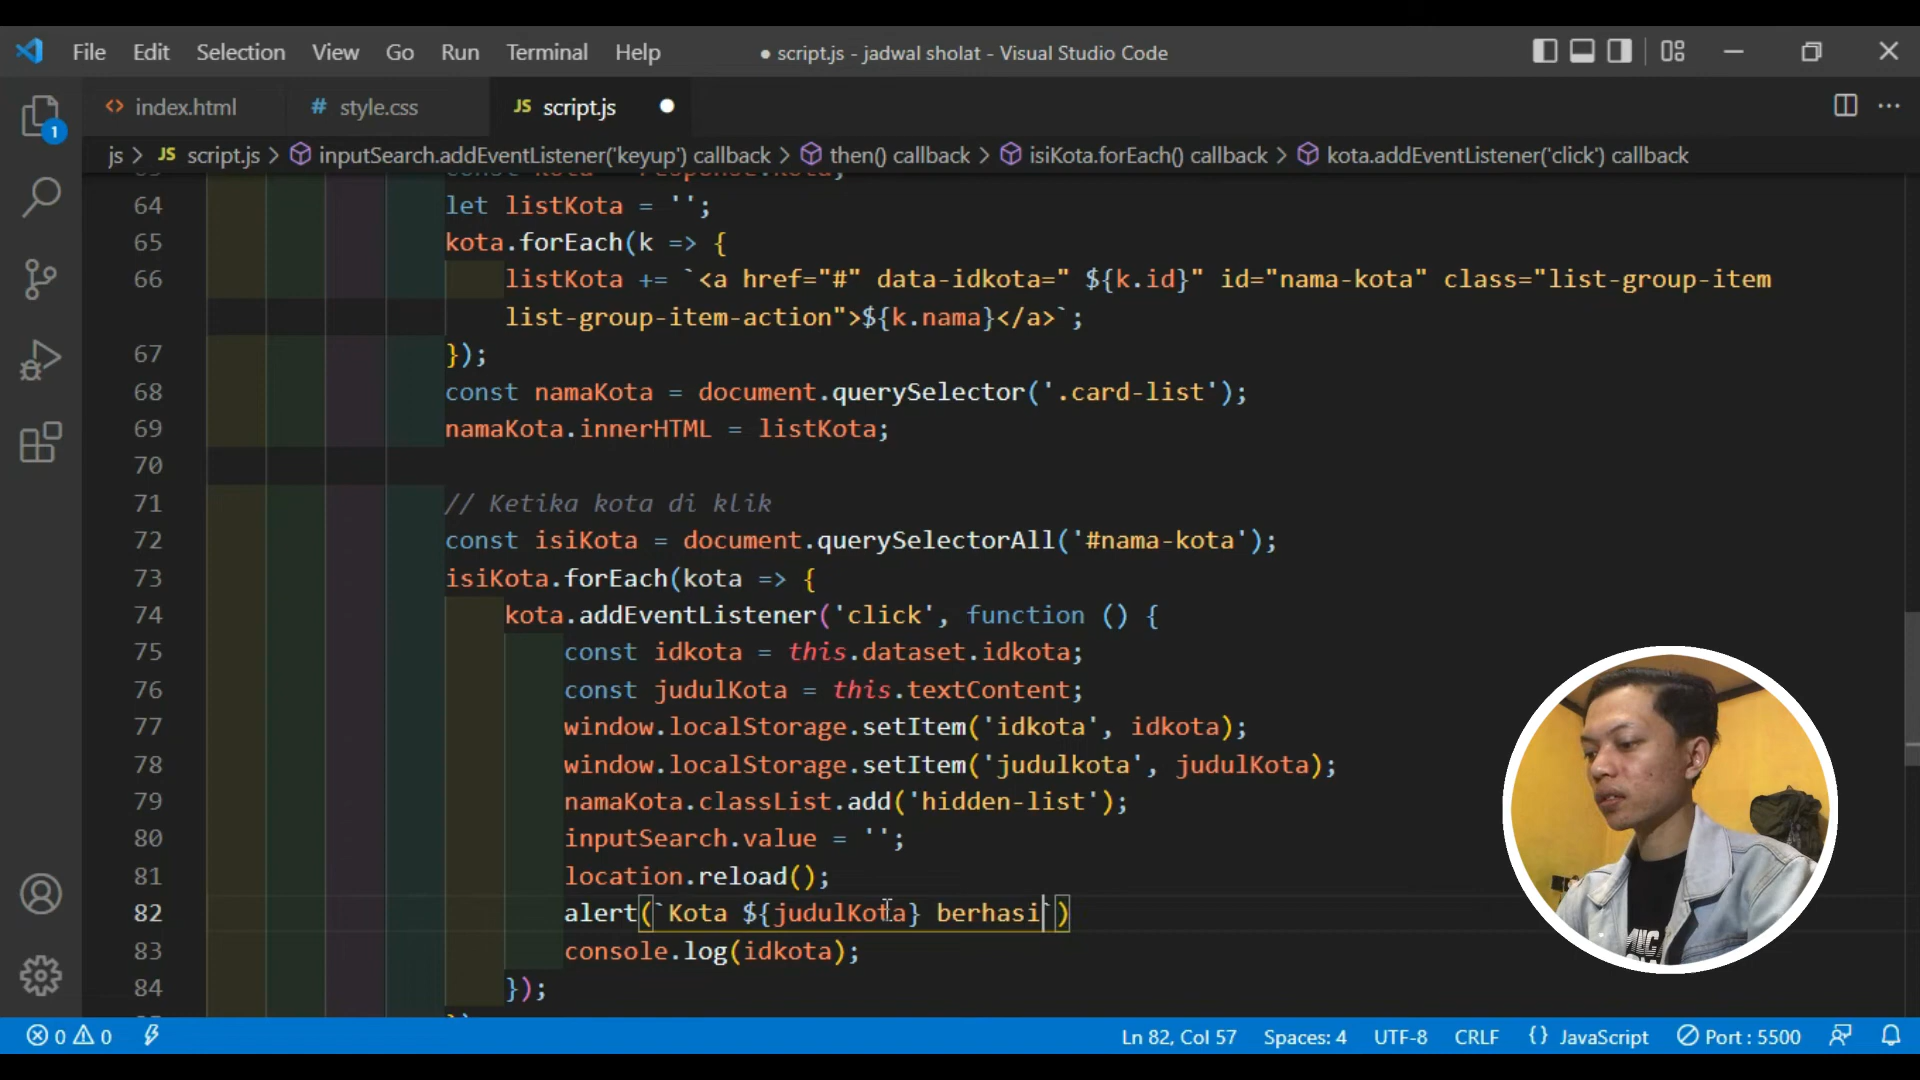 File Edit Selection View Go Run Terminal Help
● script.js - jadwal sholat - Visual Studio Code
<> index.html
# style.css
JS script.js ●
js > JS script.js > inputSearch.addEventListener('keyup') callback > then() callback > isiKota.forEach() callback > kota.addEventListener('click') callback
64 let listKota = '';
65 kota.forEach(k => {
66 listKota += `<a href="#" data-idkota=" ${k.id}" id="nama-kota" class="list-group-item
list-group-item-action">${k.nama}</a>`;
67 });
68 const namaKota = document.querySelector('.card-list');
69 namaKota.innerHTML = listKota;
70
71 // Ketika kota di klik
72 const isiKota = document.querySelectorAll('#nama-kota');
73 isiKota.forEach(kota => {
74 kota.addEventListener('click', function () {
75 const idkota = this.dataset.idkota;
76 const judulKota = this.textContent;
77 window.localStorage.setItem('idkota', idkota);
78 window.localStorage.setItem('judulkota', judulKota);
79 namaKota.classList.add('hidden-list');
80 inputSearch.value = '';
81 location.reload();
82 alert(`Kota ${judulKota} berhasi`)
83 console.log(idkota);
84 });
1
0 0
Ln 82, Col 57 Spaces: 4 UTF-8 CRLF {} JavaScript Port : 5500